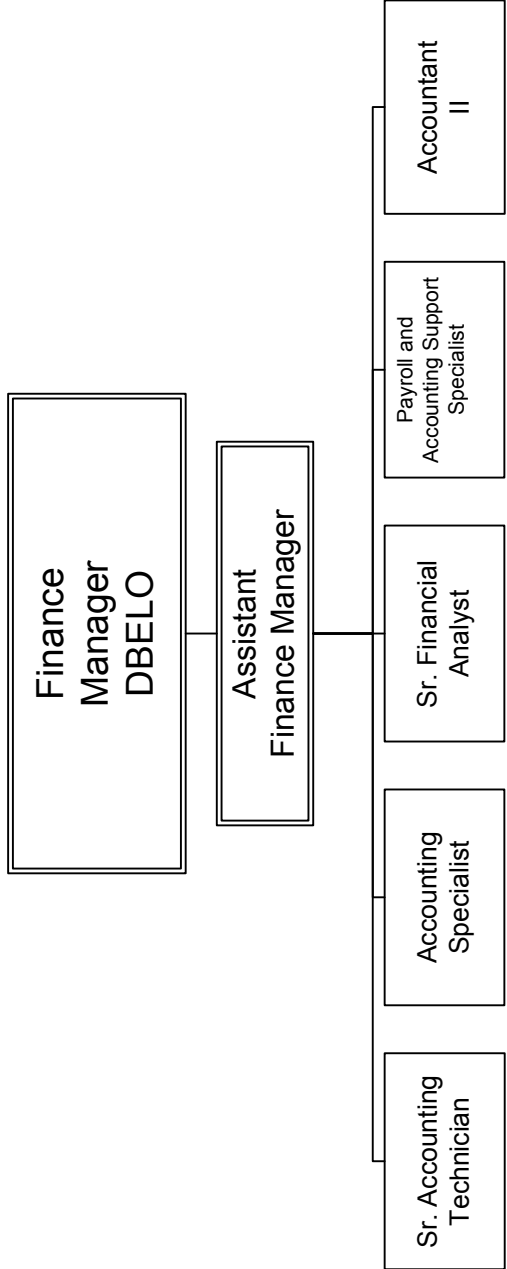 Finance
Manager
DBELO
Assistant
Finance Manager
Sr. Accounting
Technician
Accounting
Specialist
Sr. Financial
Analyst
Payroll and
Accounting Support
Specialist
Accountant
II